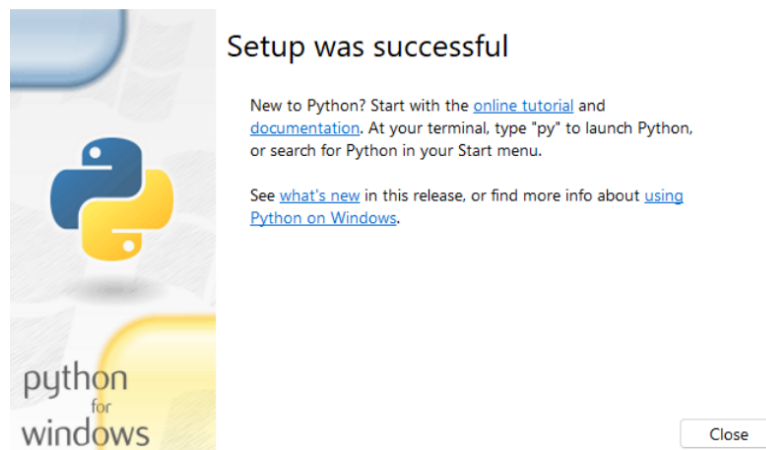 Setup was successful
New to Python? Start with the online tutorial and
documentation. At your terminal, type "py" to launch Python,
or search for Python in your Start menu.
See what's new in this release, or find more info about using
Python on Windows.
python
for
windows
Close